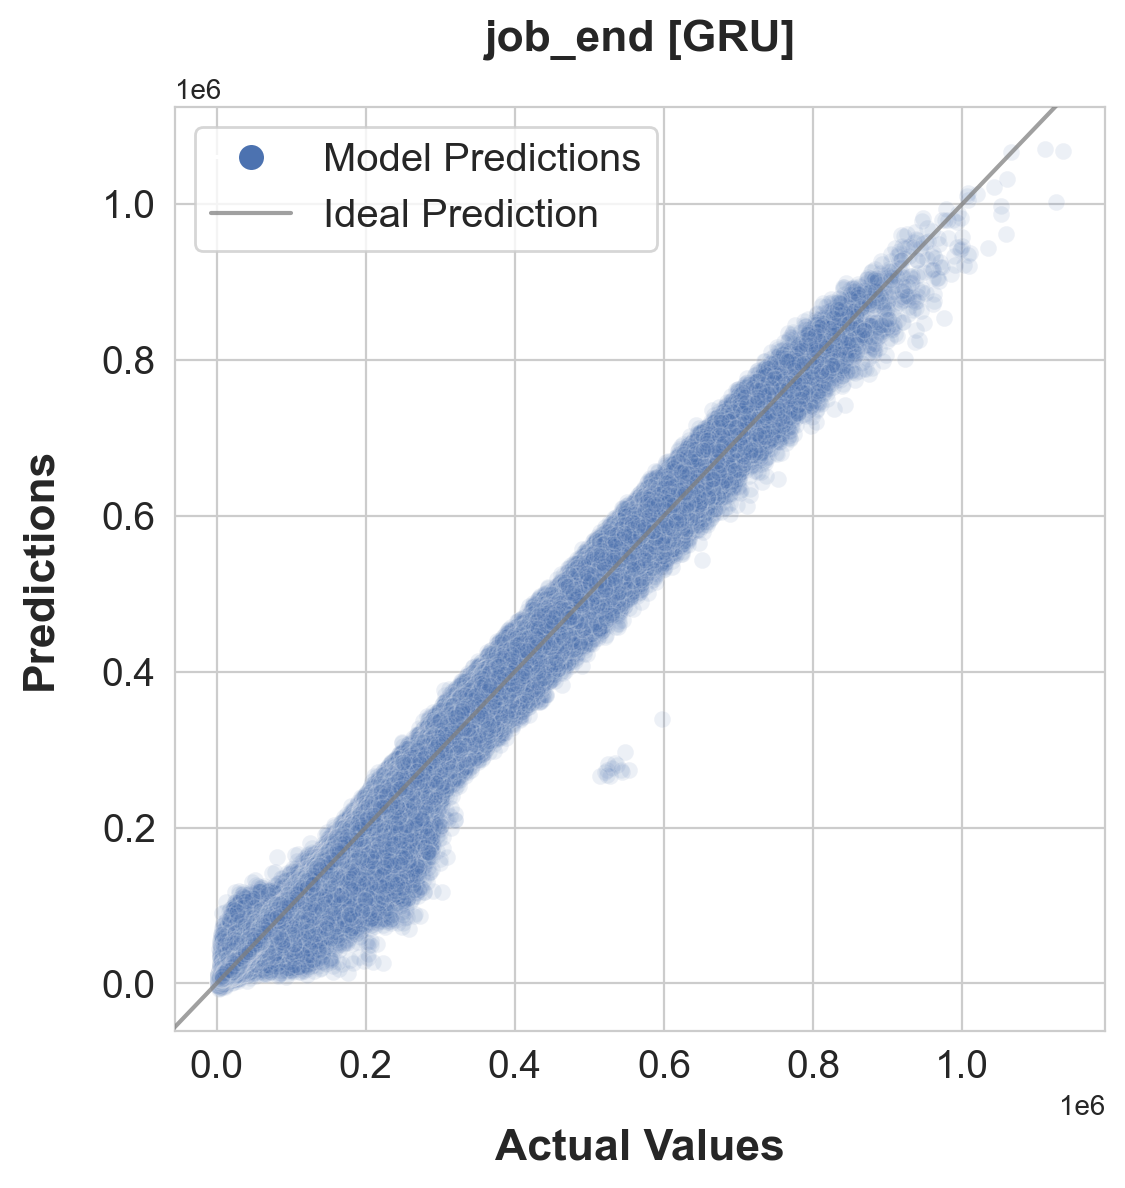 job_end [GRU]
1e6
Model Predictions
Ideal Prediction
1.0
0.8
0.6
0.4
0.2
0.0
Predictions
0.0 0.2 0.4 0.6 0.8 1.0
1e6
Actual Values